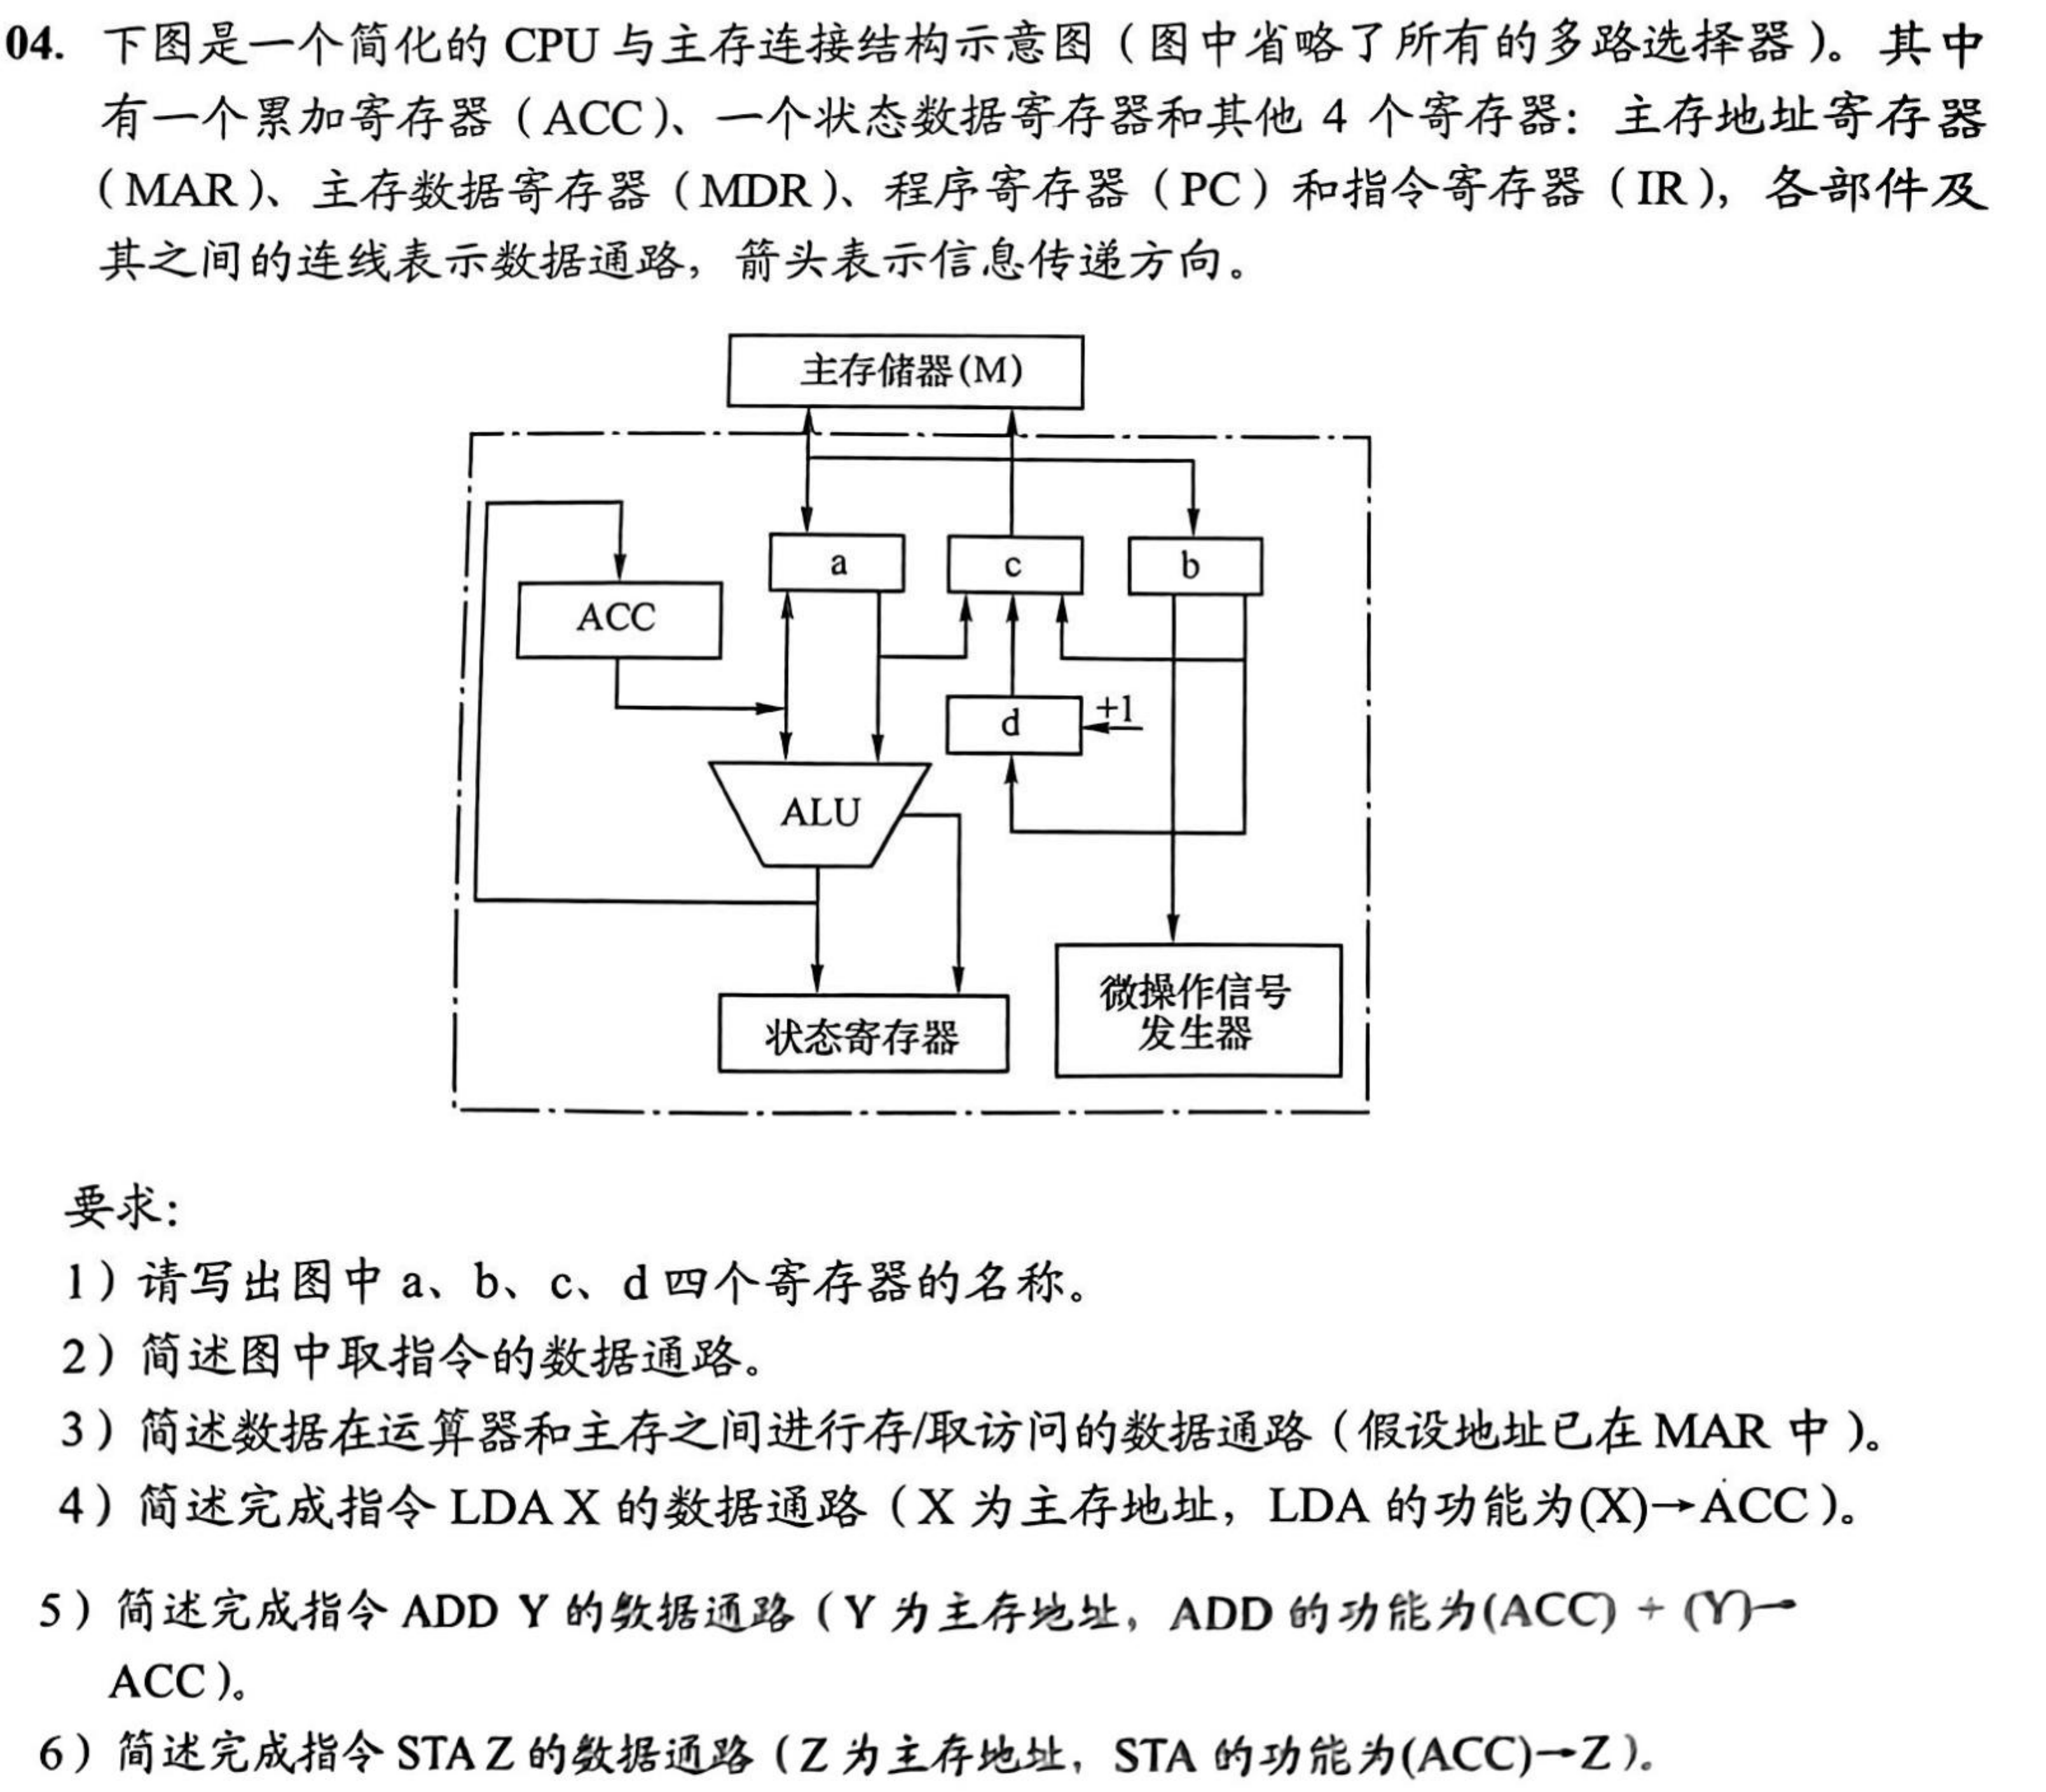 04. 下图是一个简化的 CPU 与主存连接结构示意图（图中省略了所有的多路选择器）。其中
有一个累加寄存器（ACC）、一个状态数据寄存器和其他 4 个寄存器：主存地址寄存器
（MAR）、主存数据寄存器（MDR）、程序寄存器（PC）和指令寄存器（IR），各部件及
其之间的连线表示数据通路，箭头表示信息传递方向。
主存储器(M)
a
c
b
ACC
d
+1
ALU
微操作信号
发生器
状态寄存器
要求：
1）请写出图中 a、b、c、d 四个寄存器的名称。
2）简述图中取指令的数据通路。
3）简述数据在运算器和主存之间进行存/取访问的数据通路（假设地址已在 MAR 中）。
4）简述完成指令 LDA X 的数据通路（X 为主存地址，LDA 的功能为(X)→ACC）。
5）简述完成指令 ADD Y 的数据通路（Y 为主存地址，ADD 的功能为(ACC) + (Y)→
ACC）。
6）简述完成指令 STA Z 的数据通路（Z 为主存地址，STA 的功能为(ACC)→Z）。